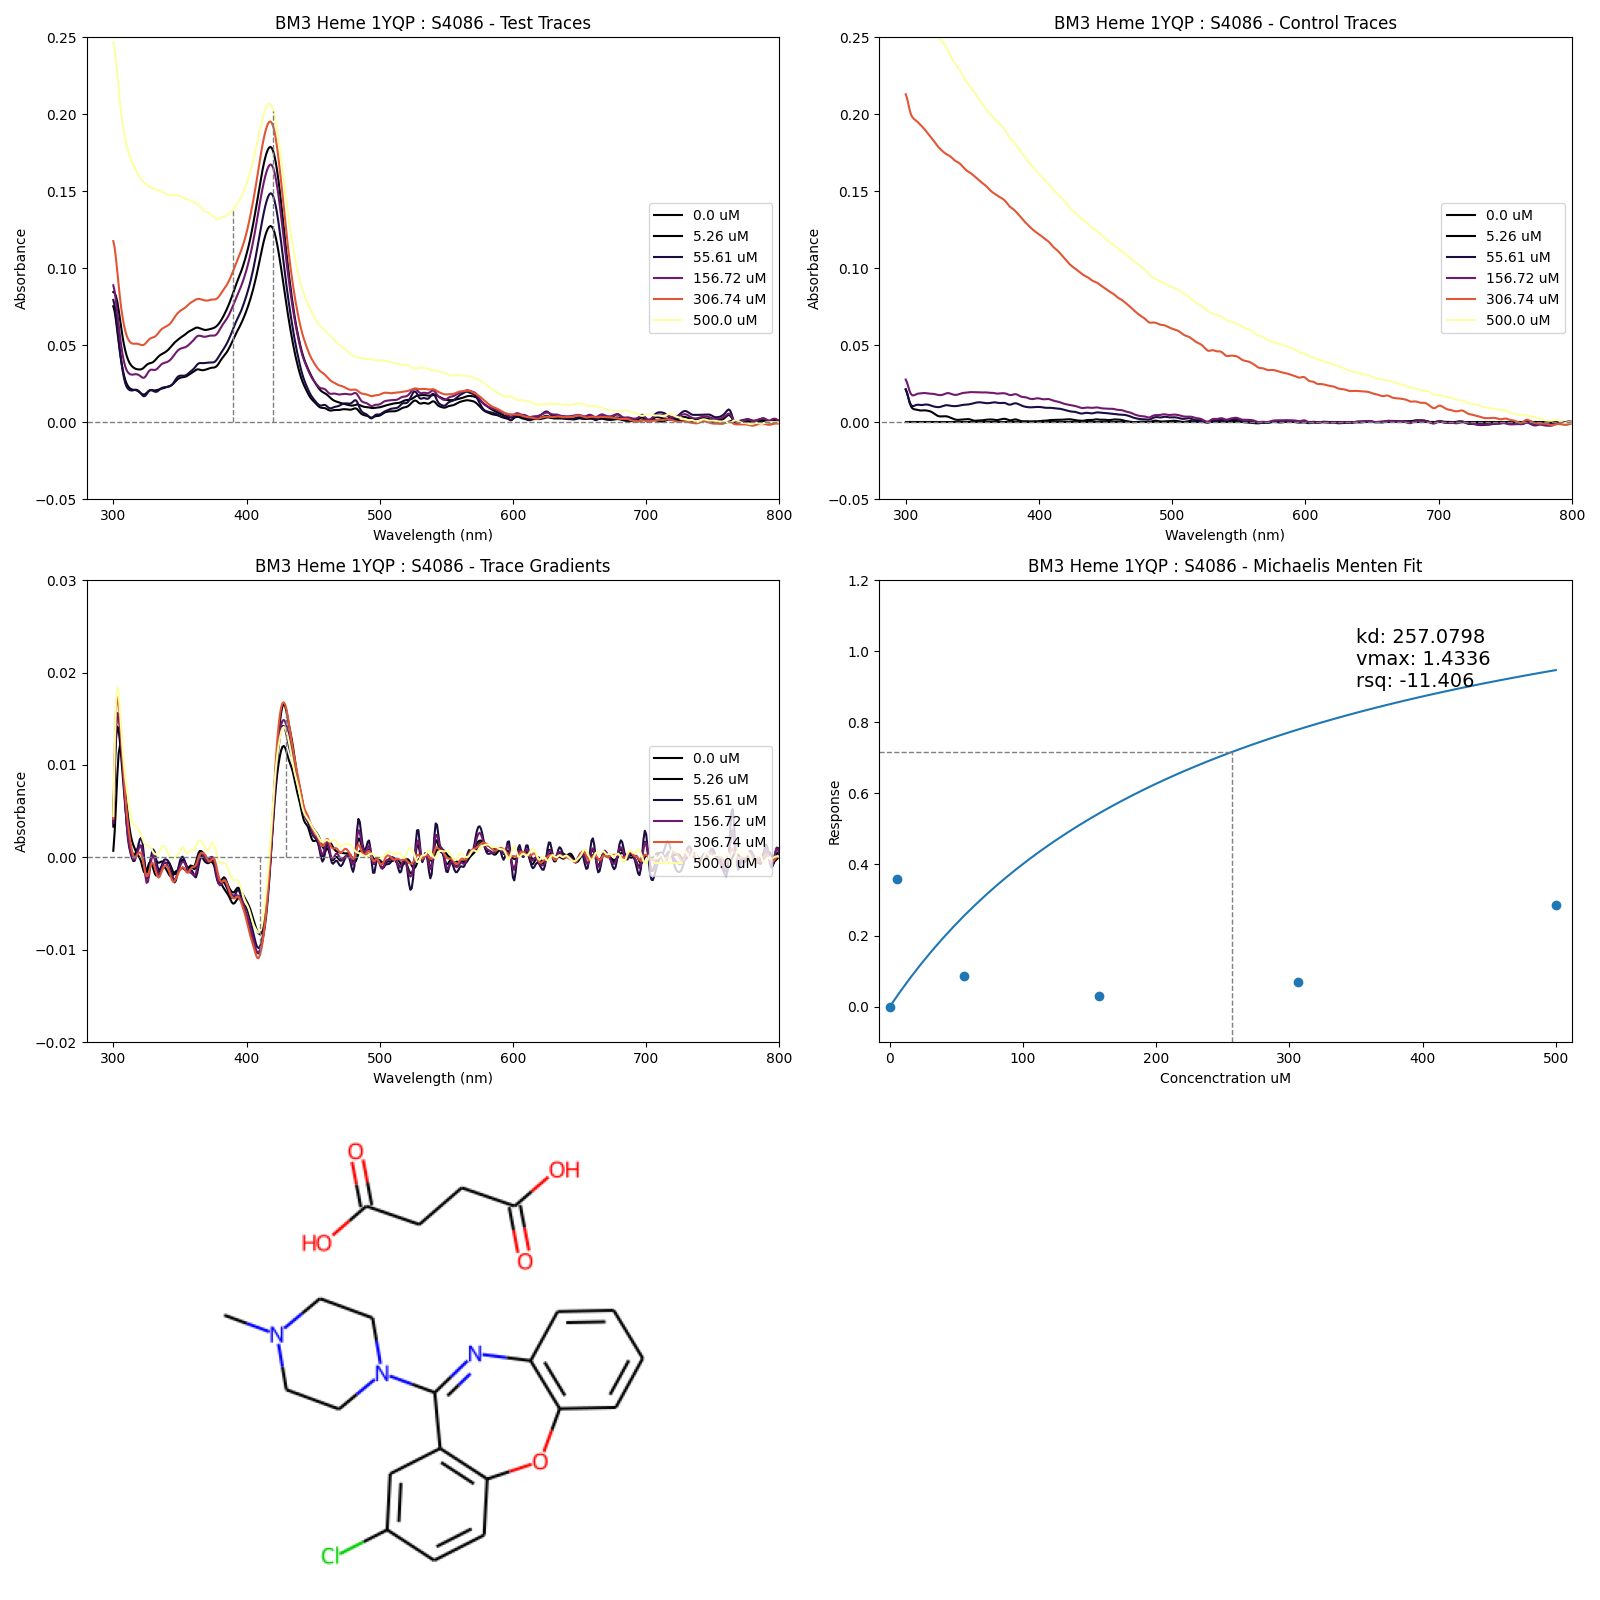 BM3 Heme 1YQP : S4086 - Test Traces
0.25
0.20
0.15
0.10
0.05
0.00
−0.05
Absorbance
300 400 500 600 700 800
Wavelength (nm)
0.0 uM
5.26 uM
55.61 uM
156.72 uM
306.74 uM
500.0 uM
BM3 Heme 1YQP : S4086 - Control Traces
0.25
0.20
0.15
0.10
0.05
0.00
−0.05
Absorbance
300 400 500 600 700 800
Wavelength (nm)
0.0 uM
5.26 uM
55.61 uM
156.72 uM
306.74 uM
500.0 uM
BM3 Heme 1YQP : S4086 - Trace Gradients
0.03
0.02
0.01
0.00
−0.01
−0.02
Absorbance
300 400 500 600 700 800
Wavelength (nm)
0.0 uM
5.26 uM
55.61 uM
156.72 uM
306.74 uM
500.0 uM
BM3 Heme 1YQP : S4086 - Michaelis Menten Fit
1.2
1.0
0.8
0.6
0.4
0.2
0.0
Response
kd: 257.0798
vmax: 1.4336
rsq: -11.406
0 100 200 300 400 500
Concenctration uM
O
OH
HO
O
N
N
N
O
Cl